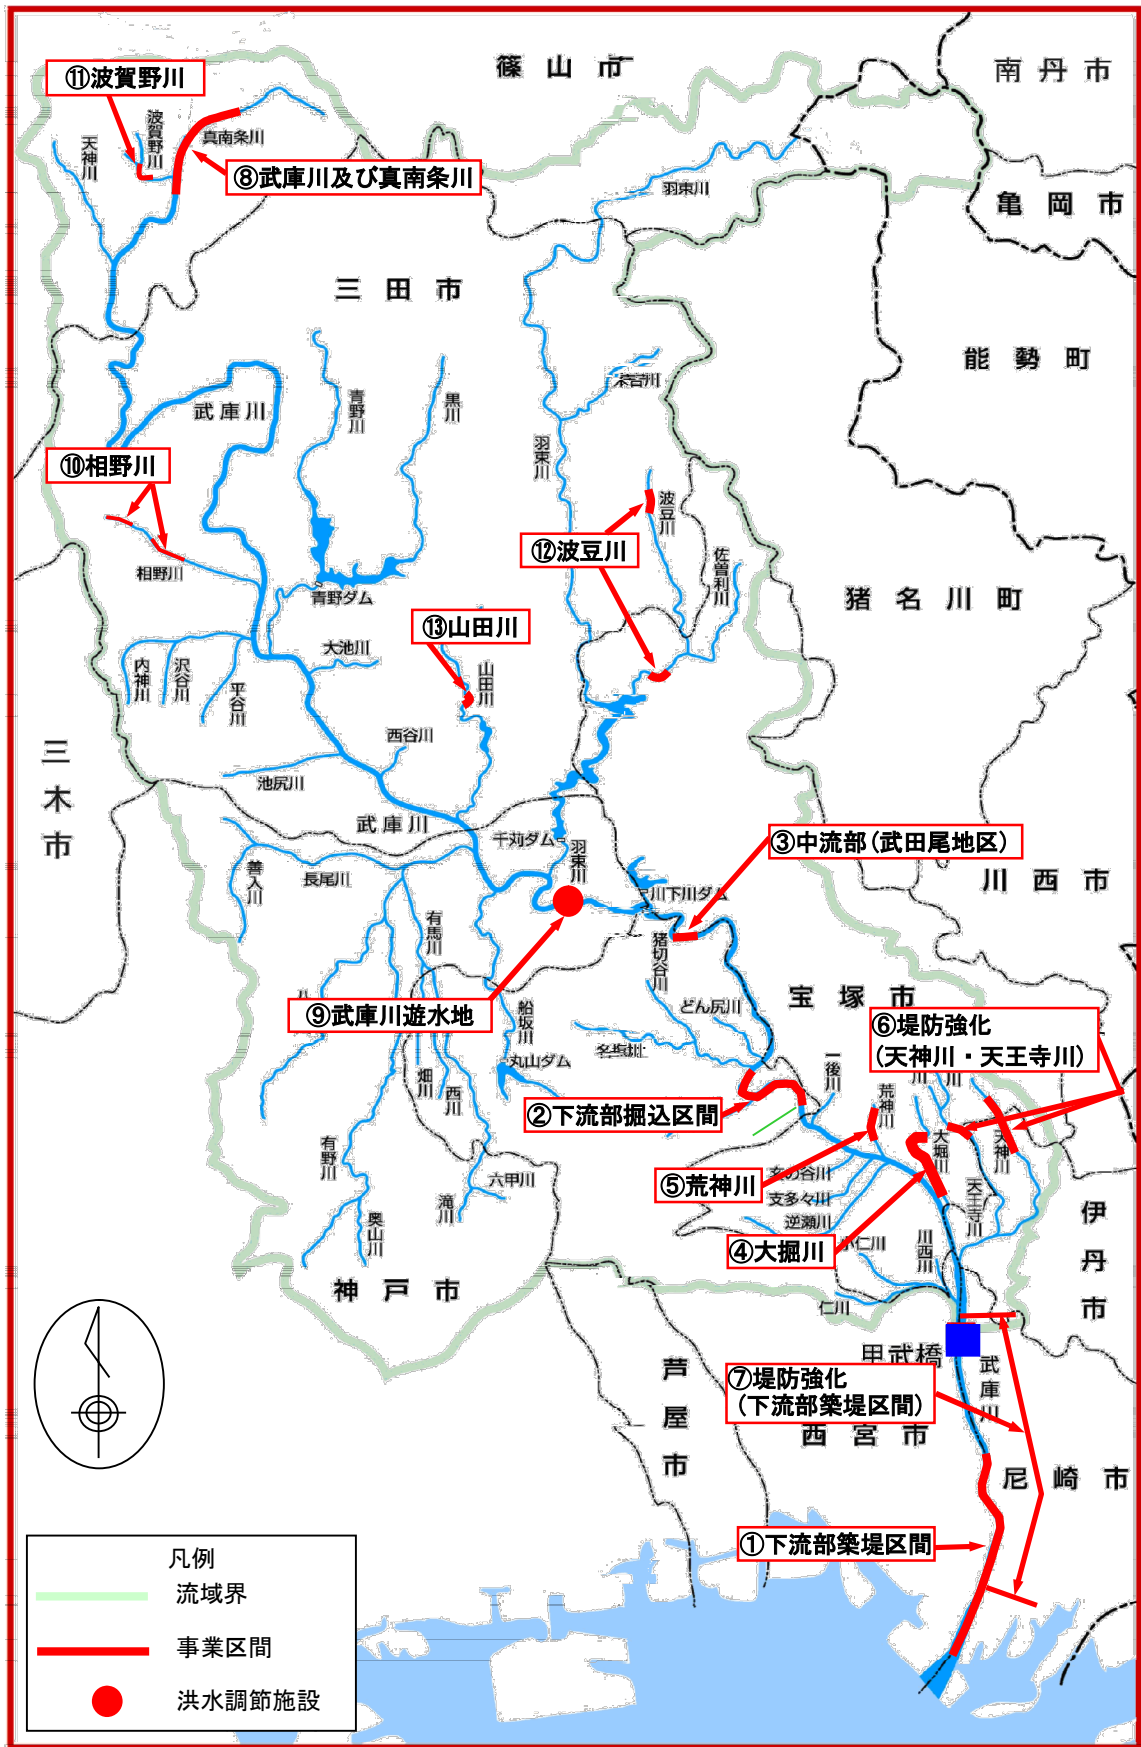 篠山市
南丹市
⑪波賀野川
波賀野川
真南条川
天神川
⑧武庫川及び真南条川
羽束川
亀岡市
三田市
能勢町
武庫川
青野川
黒川
羽束川
⑩相野川
波豆川
⑫波豆川
佐曽利川
相野川
青野ダム
猪名川町
⑬山田川
大池川
山田川
内神川
沢谷川
平谷川
西谷川
池尻川
三木市
武庫川
千苅ダム
羽束川
③中流部(武田尾地区)
善入川
長尾川
川下川ダム
川西市
有馬川
猪切谷川
宝塚市
どん尻川
⑨武庫川遊水地
船坂川
⑥堤防強化
(天神川・天王寺川)
名塩川
丸山ダム
一後川
荒神川
畑川
西川
②下流部掘込区間
大堀川
天神川
有野川
六甲川
⑤荒神川
支多々川
天王寺川
滝川
逆瀬川
奥山川
④大掘川
小仁川
川西川
伊丹市
神戸市
仁川
甲武橋
武庫川
芦屋市
⑦堤防強化
(下流部築堤区間)
西宮市
尼崎市
①下流部築堤区間
凡例
流域界
事業区間
洪水調節施設